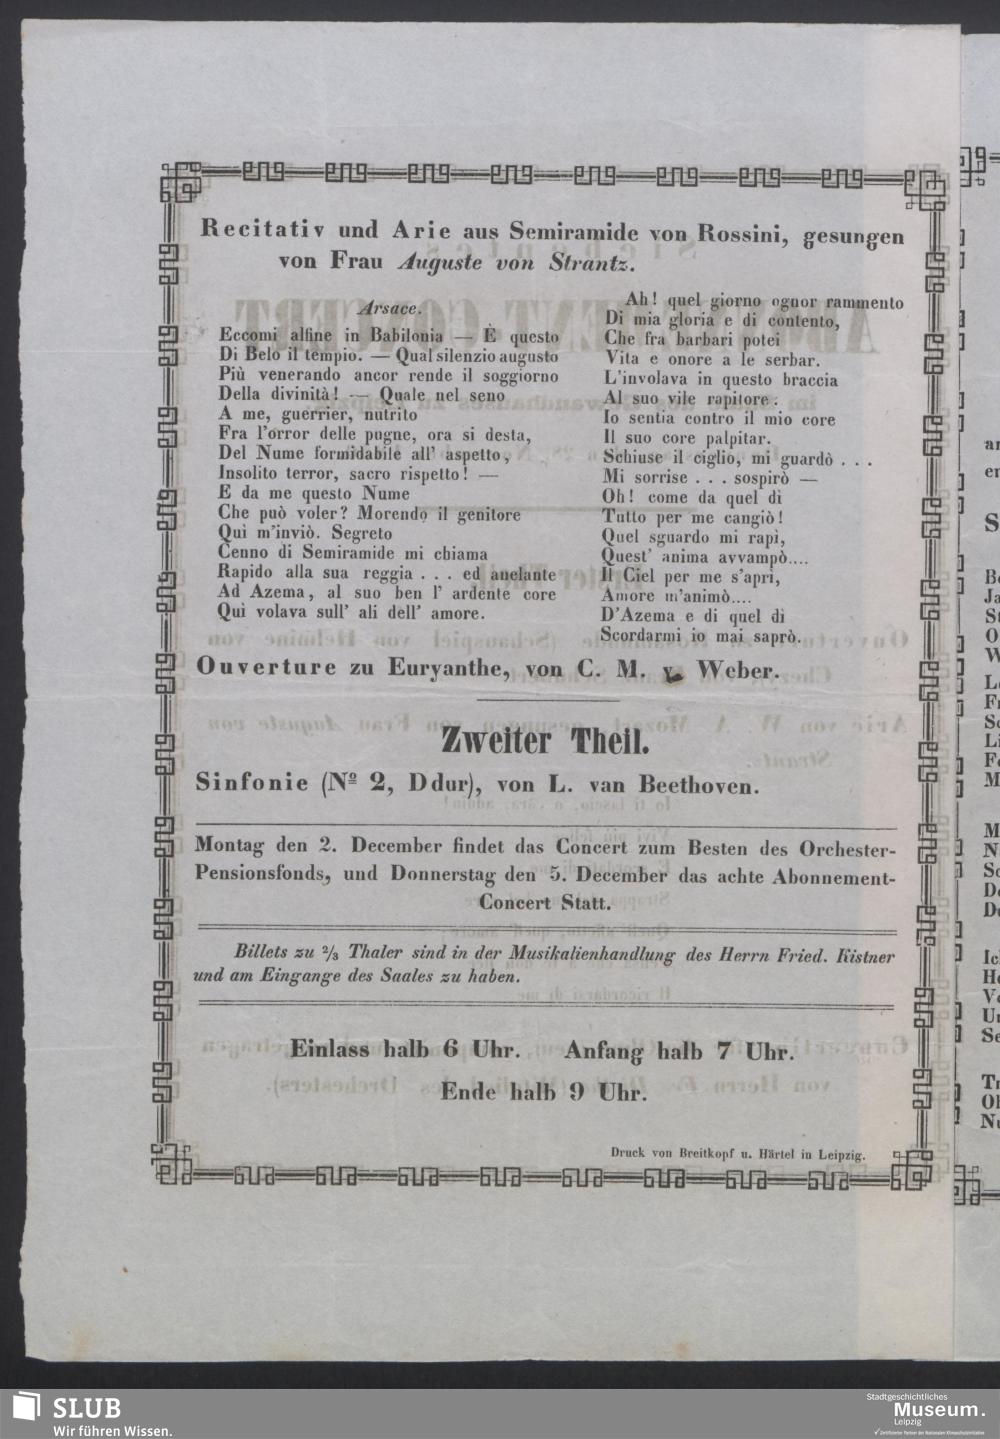 Recitativ und Arie aus Semiramide von Rossini, gesungen
von Frau Auguste von Strantz.
Arsace.
Eccomi alfine in Babilonia — È questo
Di Belo il tempio. — Qual silenzio augusto
Più venerando ancor rende il soggiorno
Della divinità! — Quale nel seno
A me, guerrier, nutrito
Fra l'orror delle pugne, ora si desta,
Del Nume formidabile all' aspetto,
Insolito terror, sacro rispetto! —
E da me questo Nume
Che può voler? Morendo il genitore
Quì m'inviò. Segreto
Cenno di Semiramide mi chiama
Rapido alla sua reggia . . . ed anelante
Ad Azema, al suo ben l' ardente core
Quì volava sull' ali dell' amore.
Ah! quel giorno ognor rammento
Di mia gloria e di contento,
Che fra barbari potei
Vita e onore a le serbar.
L'involava in questo braccia
Al suo vile rapitore:
Io sentia contro il mio core
Il suo core palpitar.
Schiuse il ciglio, mi guardò . . .
Mi sorrise . . . sospirò —
Oh! come da quel dì
Tutto per me cangiò!
Quel sguardo mi rapì,
Quest' anima avvampò....
Il Ciel per me s'aprì,
Amore m'animò....
D'Azema e di quel dì
Scordarmi io mai saprò.
Ouverture zu Euryanthe, von C. M. v. Weber.
Zweiter Theil.
Sinfonie (Nº 2, D dur), von L. van Beethoven.
Montag den 2. December findet das Concert zum Besten des Orchester-
Pensionsfonds, und Donnerstag den 5. December das achte Abonnement-
Concert Statt.
Billets zu 2/3 Thaler sind in der Musikalienhandlung des Herrn Fried. Kistner
und am Eingange des Saales zu haben.
Einlass halb 6 Uhr. Anfang halb 7 Uhr.
Ende halb 9 Uhr.
Druck von Breitkopf u. Härtel in Leipzig.
SLUB
Wir führen Wissen.
Stadtgeschichtliches
Museum.
Leipzig